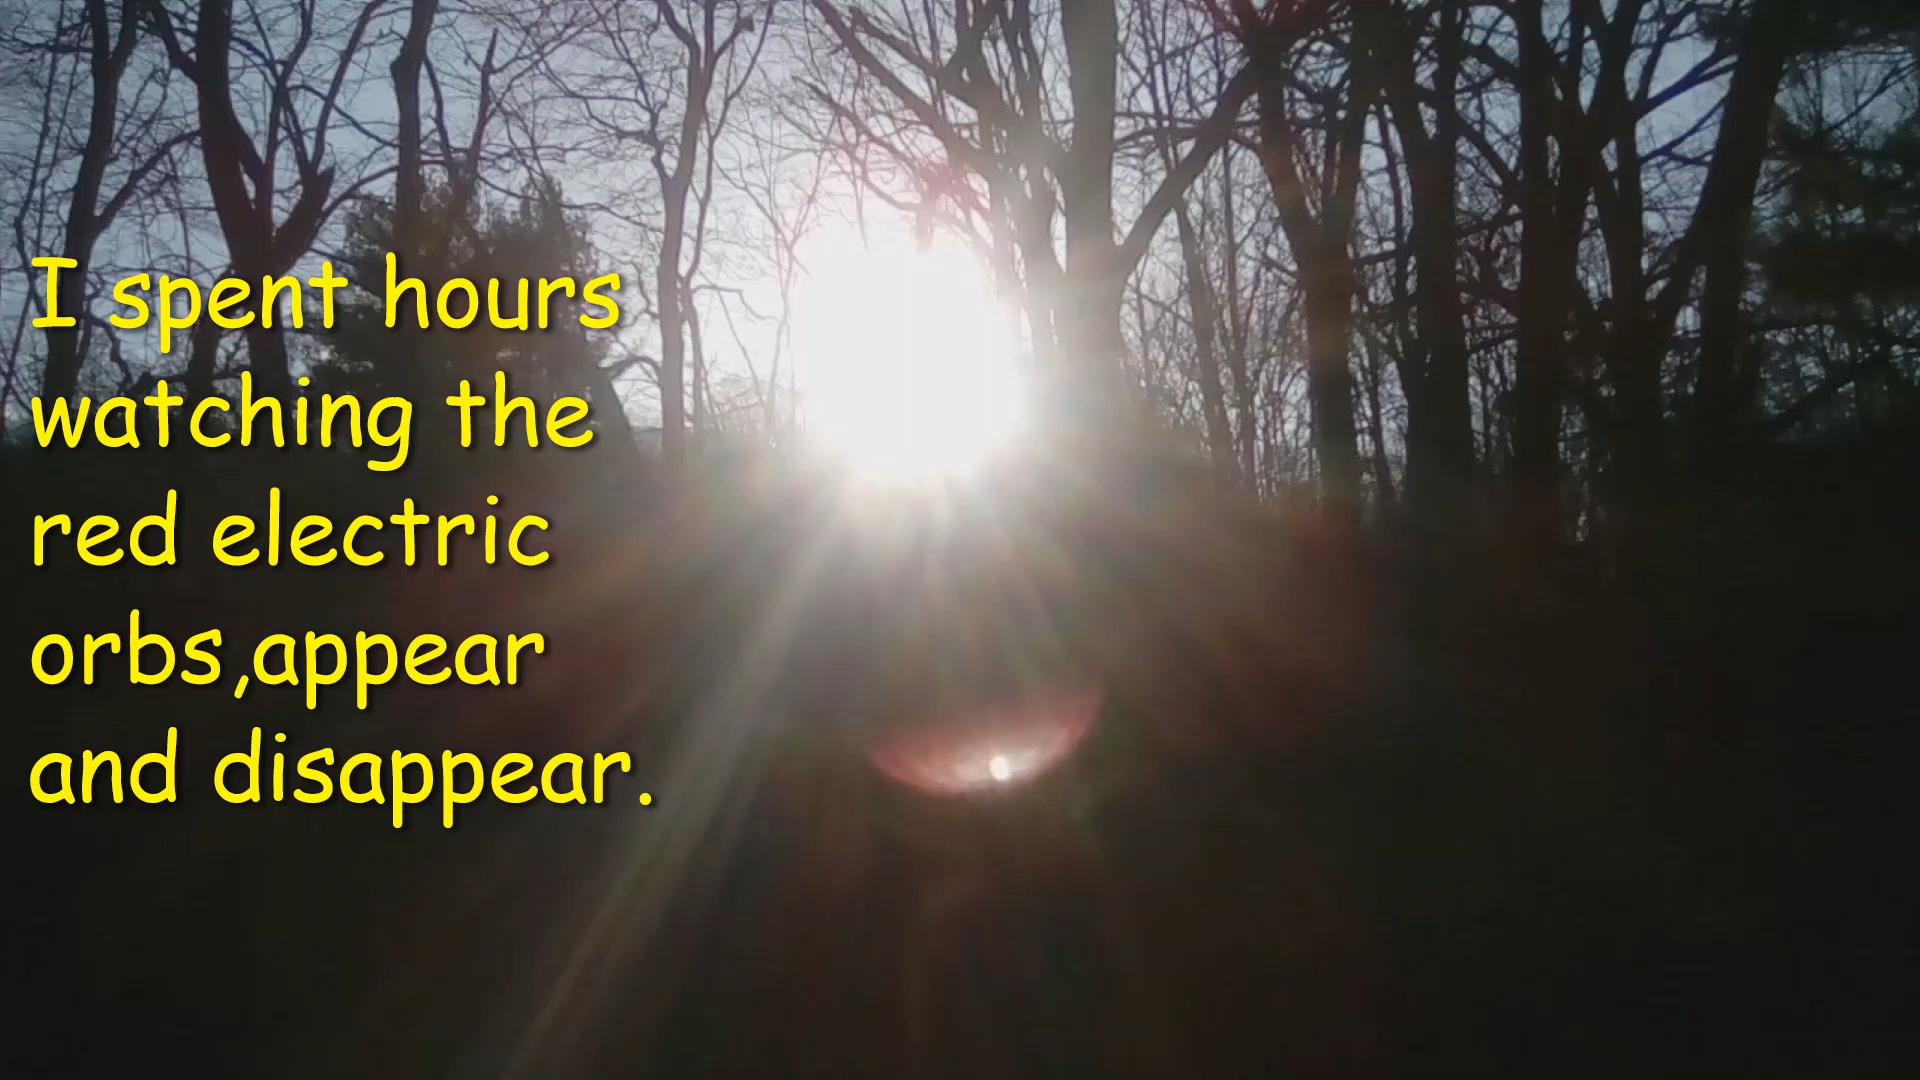 I spent hours
watching the
red electric
orbs,appear
and disappear.